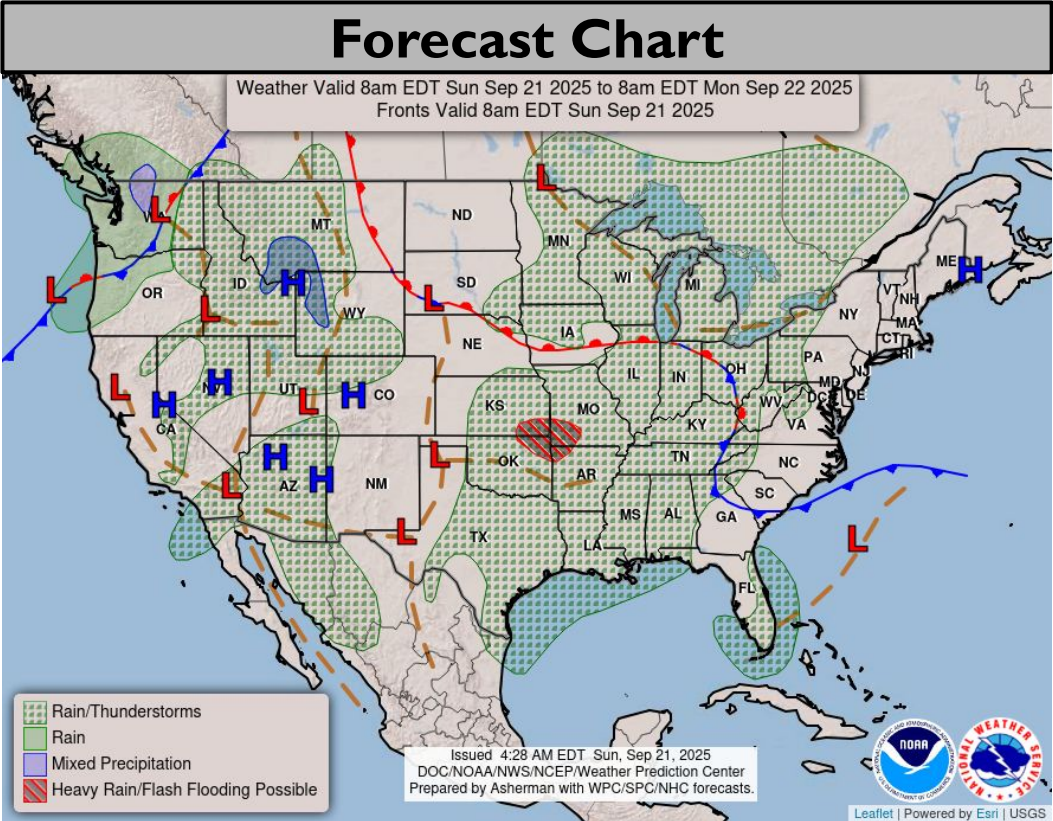 Forecast Chart
Weather Valid 8am EDT Sun Sep 21 2025 to 8am EDT Mon Sep 22 2025
Fronts Valid 8am EDT Sun Sep 21 2025
L
ND
MT
MN
L
ME
H
WI
MI
ID
H
SD
VT
NH
L
OR
L
L
WY
NY
MA
IA
CT
RI
NE
PA
OH
NJ
IL
IN
MD
DE
DC
H
L
UT
H
CO
L
H
KS
MO
WV
KY
VA
CA
H
L
OK
TN
NC
AR
L
AZ
H
NM
SC
MS
AL
GA
L
TX
LA
L
FL
Rain/Thunderstorms
Rain
Mixed Precipitation
Heavy Rain/Flash Flooding Possible
Issued 4:28 AM EDT Sun, Sep 21, 2025
DOC/NOAA/NWS/NCEP/Weather Prediction Center
Prepared by Asherman with WPC/SPC/NHC forecasts.
NOAA
NATIONAL WEATHER SERVICE
Leaflet | Powered by Esri | USGS